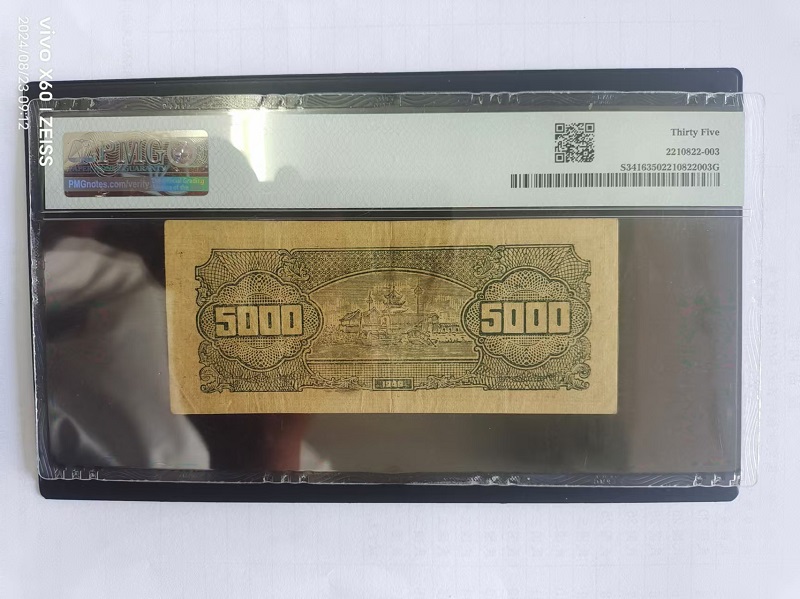 vivo X60 | ZEISS
2024/08/23 09:12
PMG
PMGnotes.com/verify
Thirty Five
2210822-003
S34163502210822003G
5000
5000
1949